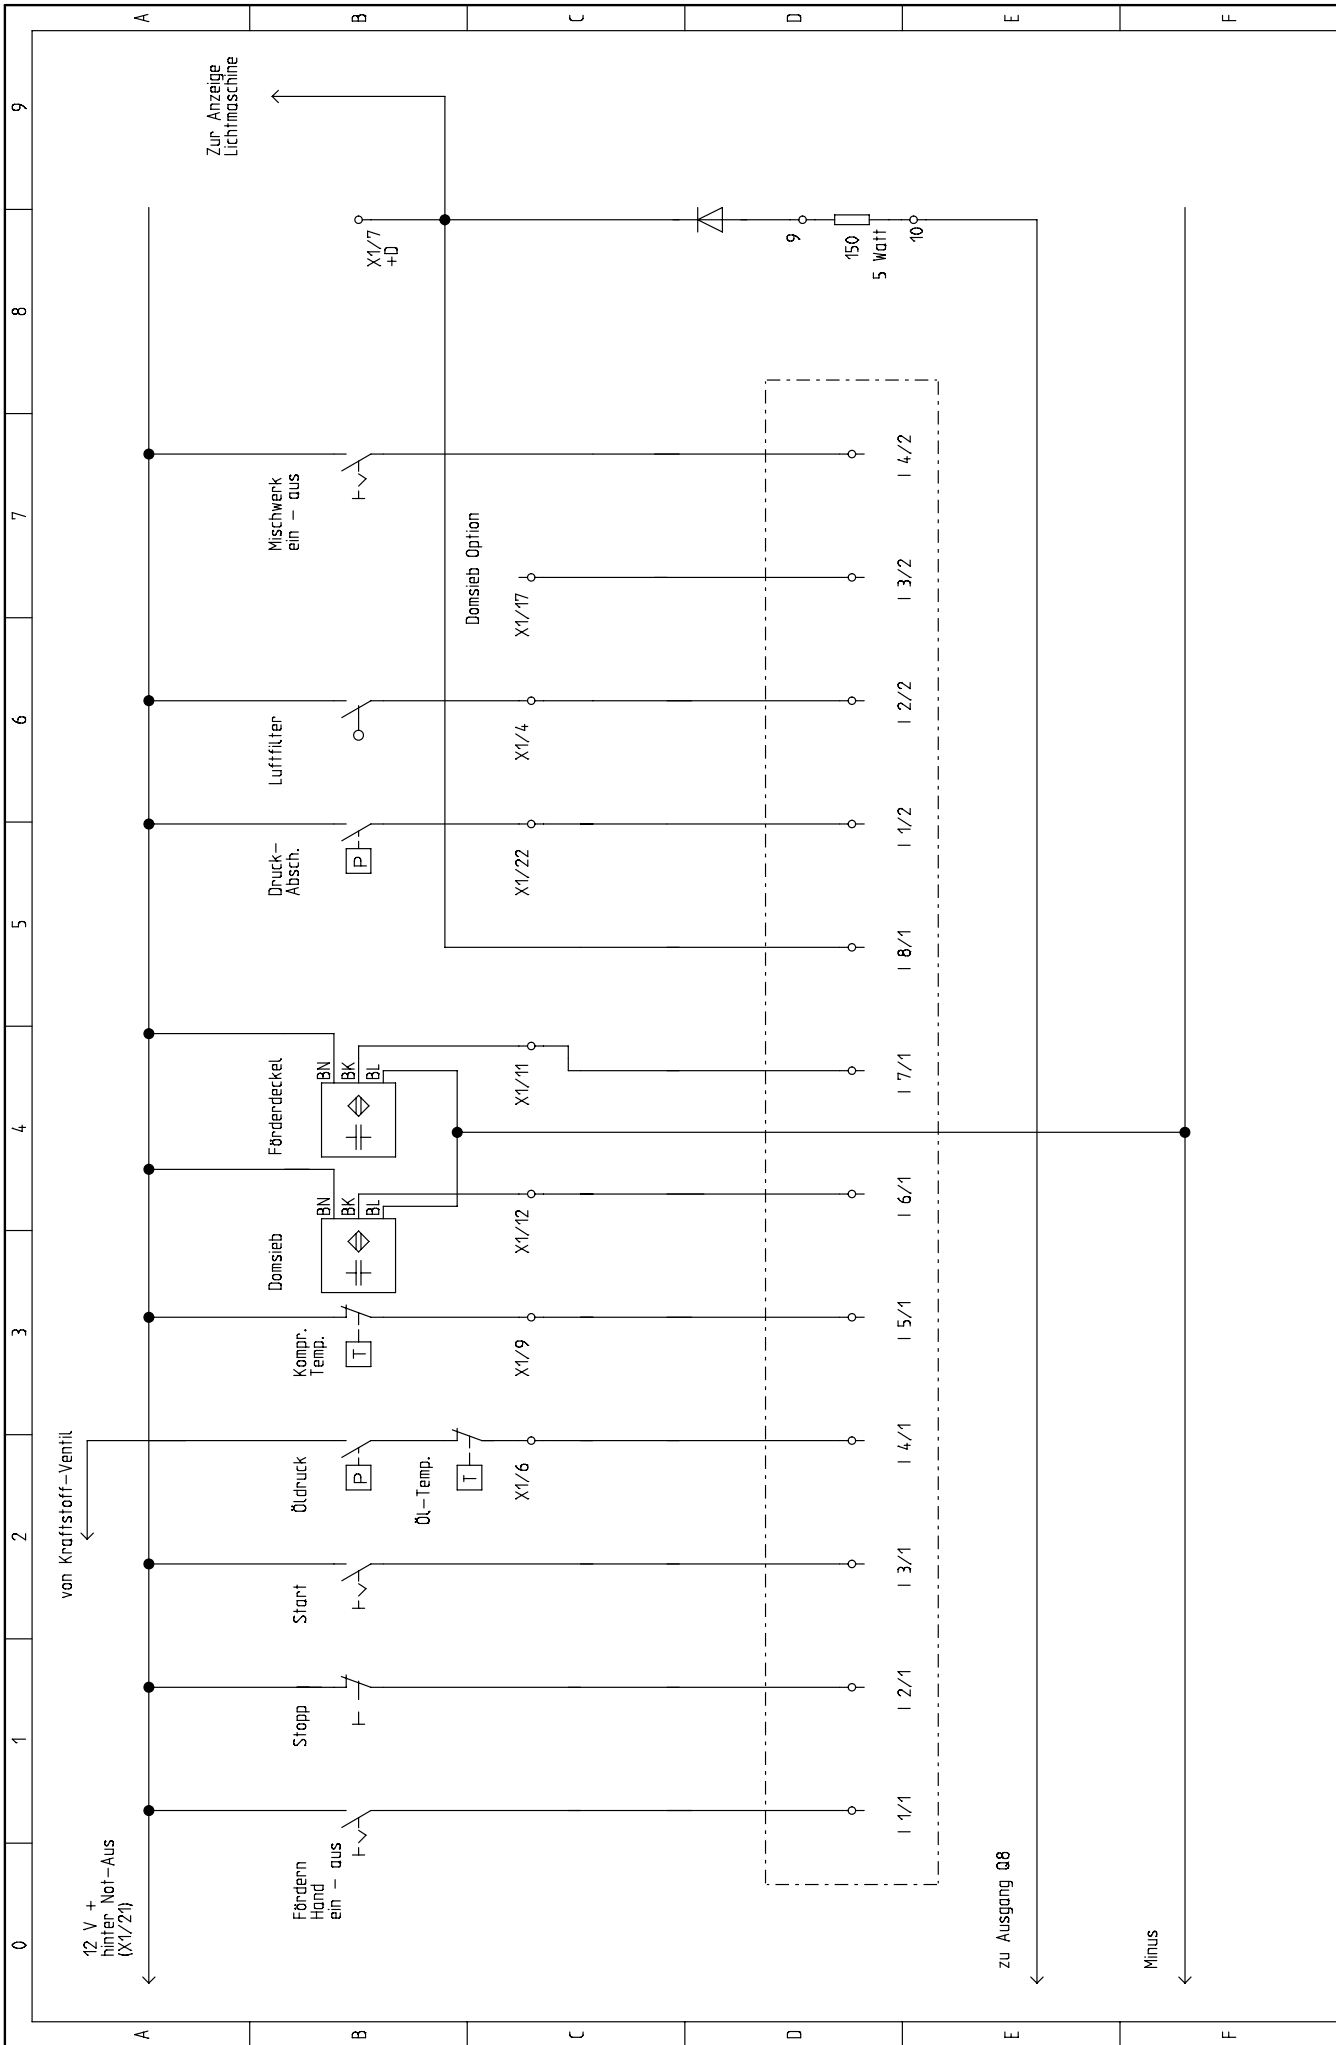 0
1
2
3
4
5
6
7
8
9
A
B
C
D
E
F
12 V +
hinter Not-Aus
(X1/21)
von Kraftstoff-Ventil
Zur Anzeige
Lichtmaschine
Fördern
Hand
ein - aus
Stopp
Start
Öldruck
P
Öl-Temp.
T
Kompr.
Temp.
T
Domsieb
BN
BK
BL
Förderdeckel
BN
BK
BL
Druck-
Absch.
P
Luftfilter
Mischwerk
ein - aus
X1/7
+D
Domsieb Option
X1/6
X1/9
X1/12
X1/11
X1/22
X1/4
X1/17
9
150
5 Watt
10
I 1/1
I 2/1
I 3/1
I 4/1
I 5/1
I 6/1
I 7/1
I 8/1
I 1/2
I 2/2
I 3/2
I 4/2
zu Ausgang Q8
Minus
A
B
C
D
E
F